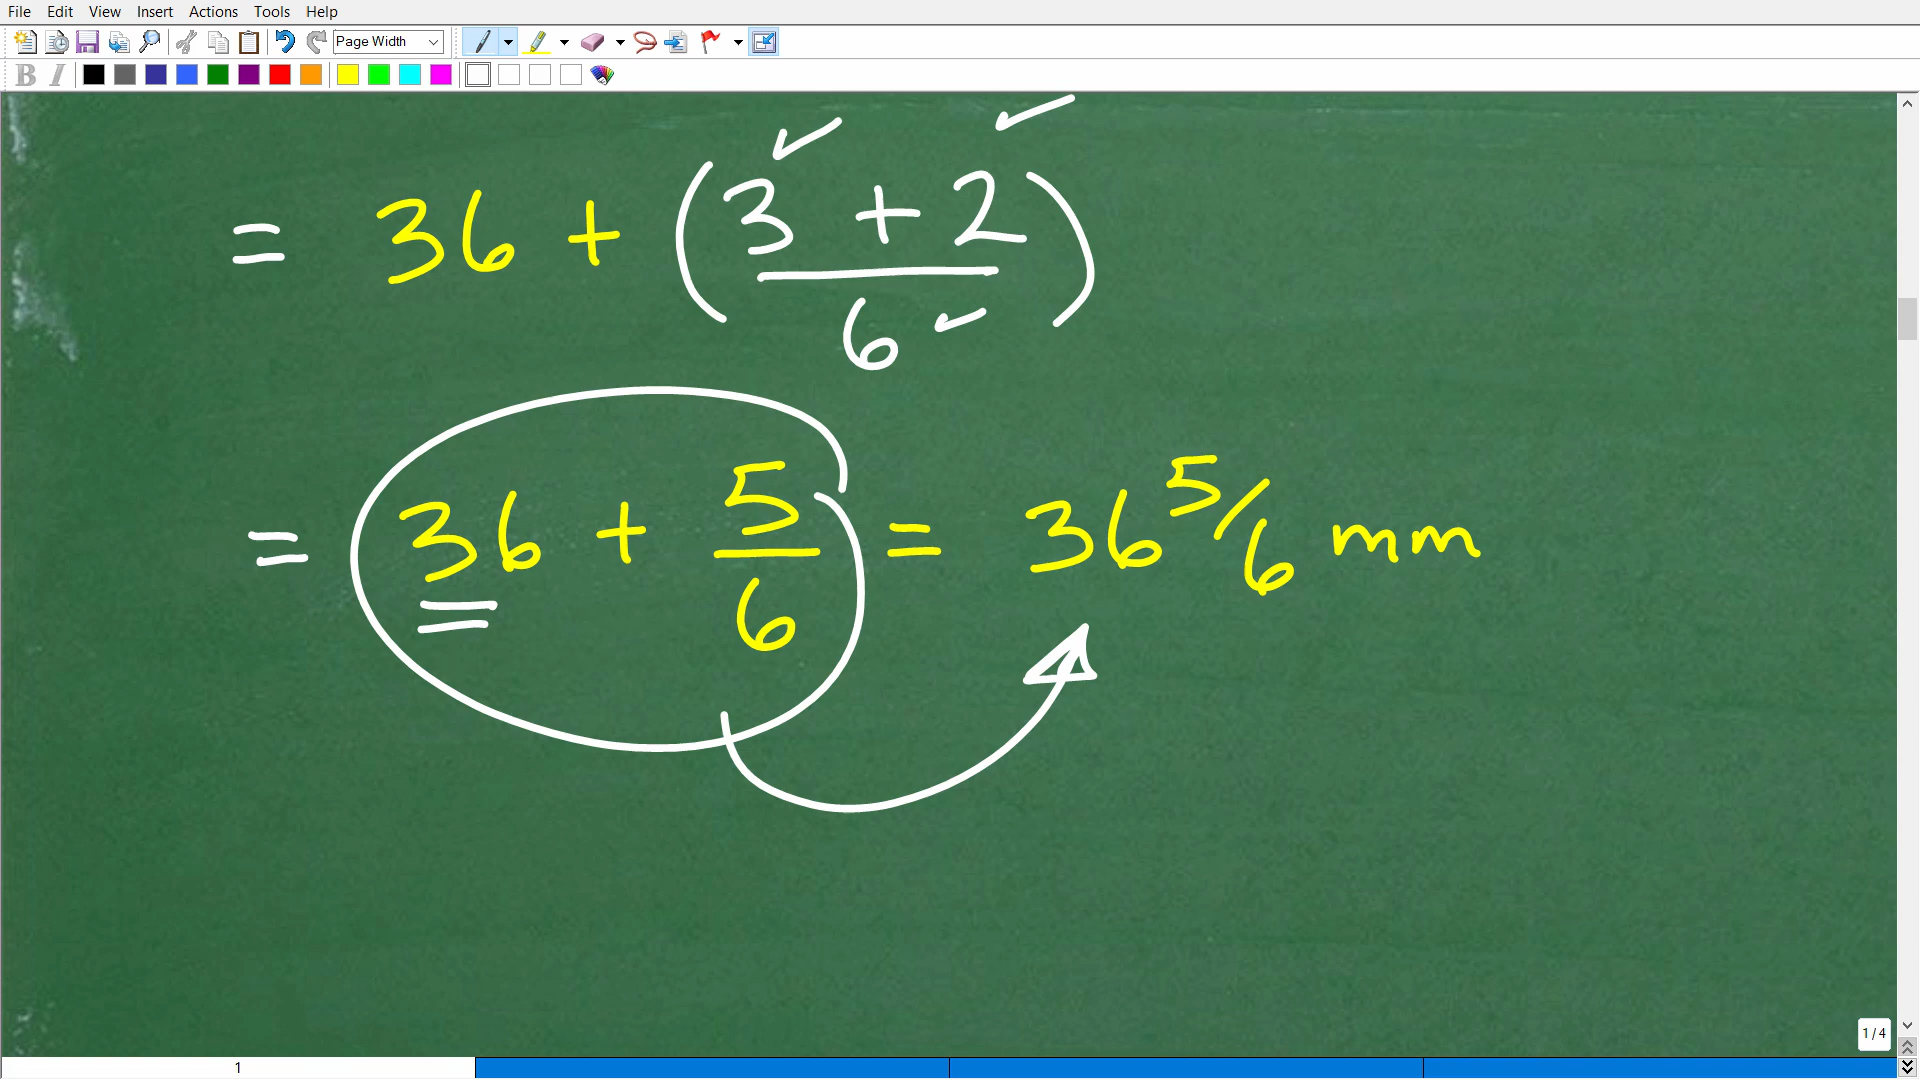 File Edit View Insert Actions Tools Help
Page Width
B I
= 36 + (3 + 2)
6
= 36 + 5/6 = 36 5/6 mm
1 / 4
1